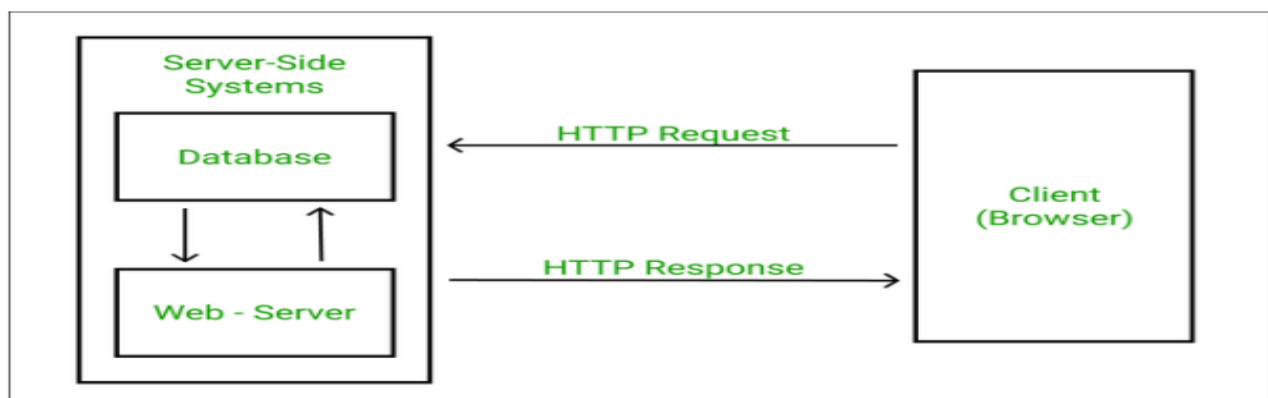 Server-Side
Systems
Database
Web - Server
HTTP Request
HTTP Response
Client
(Browser)